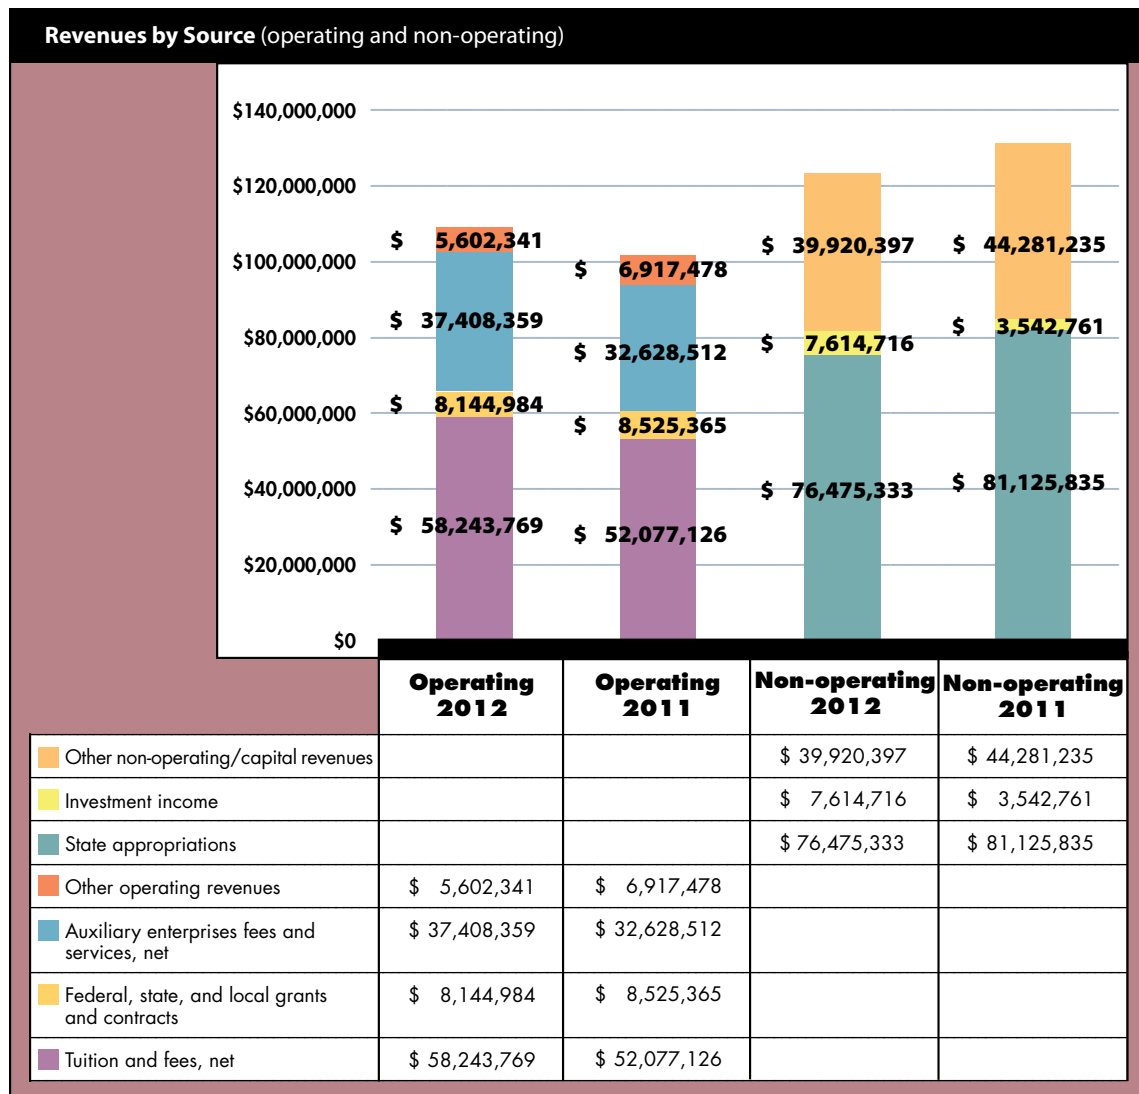 Revenues by Source (operating and non-operating)
$140,000,000
$120,000,000
$100,000,000
$80,000,000
$60,000,000
$40,000,000
$20,000,000
$0
$ 5,602,341
$ 37,408,359
$ 8,144,984
$ 58,243,769
$ 6,917,478
$ 32,628,512
$ 8,525,365
$ 52,077,126
$ 39,920,397
$ 7,614,716
$ 76,475,333
$ 44,281,235
$ 3,542,761
$ 81,125,835
Operating 2012
Operating 2011
Non-operating 2012
Non-operating 2011
Other non-operating/capital revenues $ 39,920,397 $ 44,281,235
Investment income $ 7,614,716 $ 3,542,761
State appropriations $ 76,475,333 $ 81,125,835
Other operating revenues $ 5,602,341 $ 6,917,478
Auxiliary enterprises fees and $ 37,408,359 $ 32,628,512
services, net
Federal, state, and local grants $ 8,144,984 $ 8,525,365
and contracts
Tuition and fees, net $ 58,243,769 $ 52,077,126